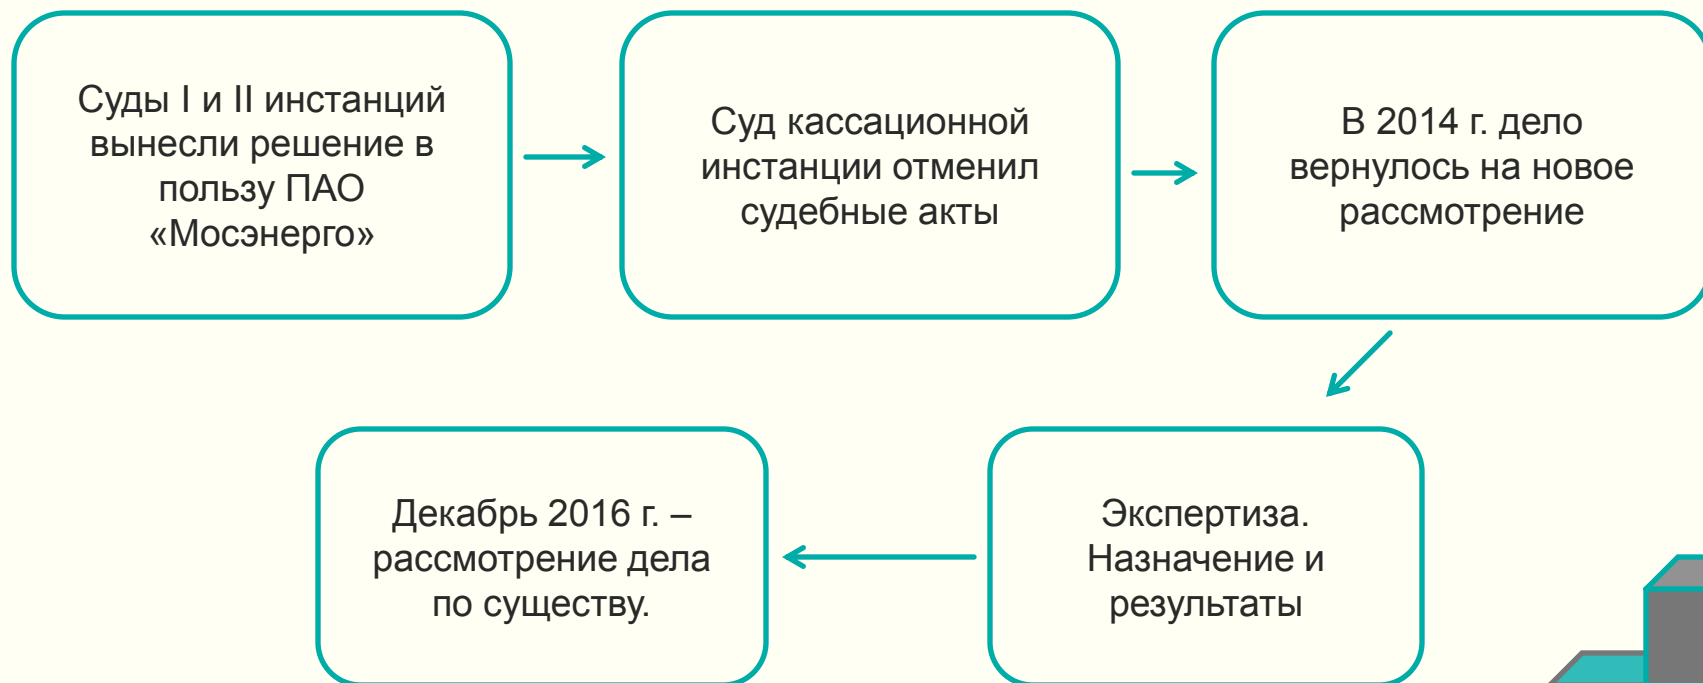 Суды I и II инстанций
вынесли решение в
пользу ПАО
«Мосэнерго»
Суд кассационной
инстанции отменил
судебные акты
В 2014 г. дело
вернулось на новое
рассмотрение
Экспертиза.
Назначение и
результаты
Декабрь 2016 г. –
рассмотрение дела
по существу.